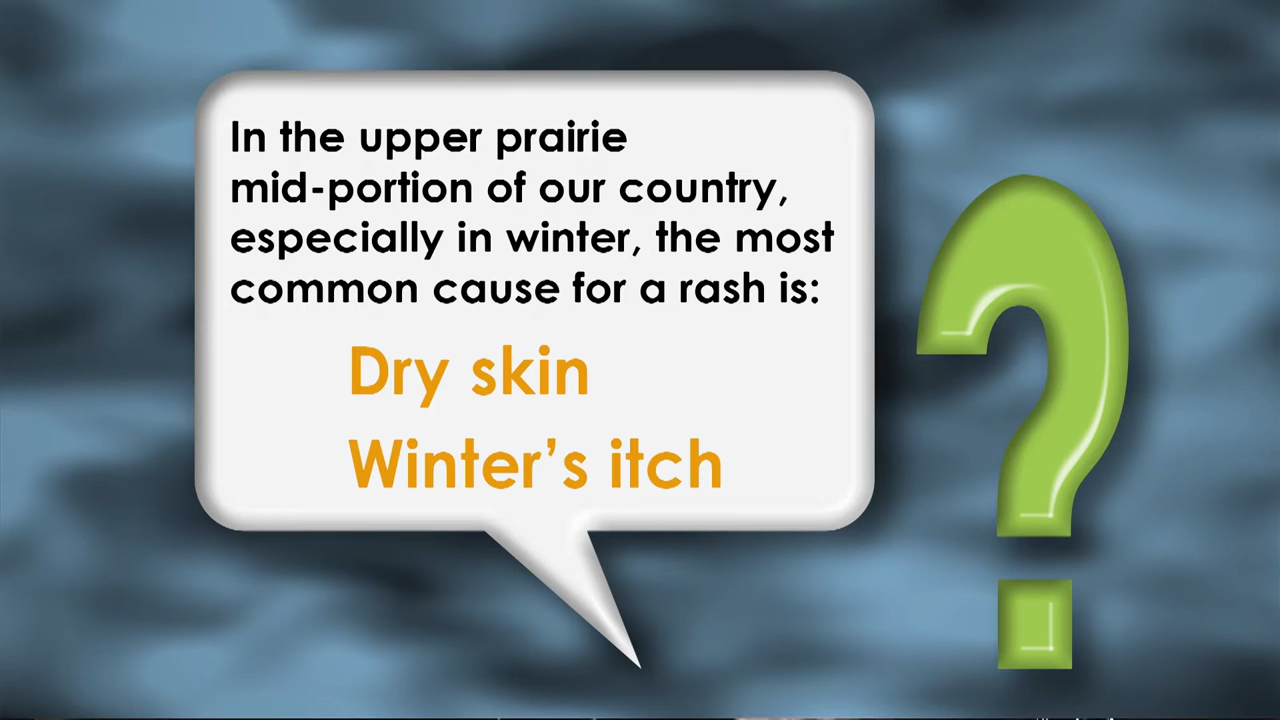 In the upper prairie
mid-portion of our country,
especially in winter, the most
common cause for a rash is:
Dry skin
Winter’s itch